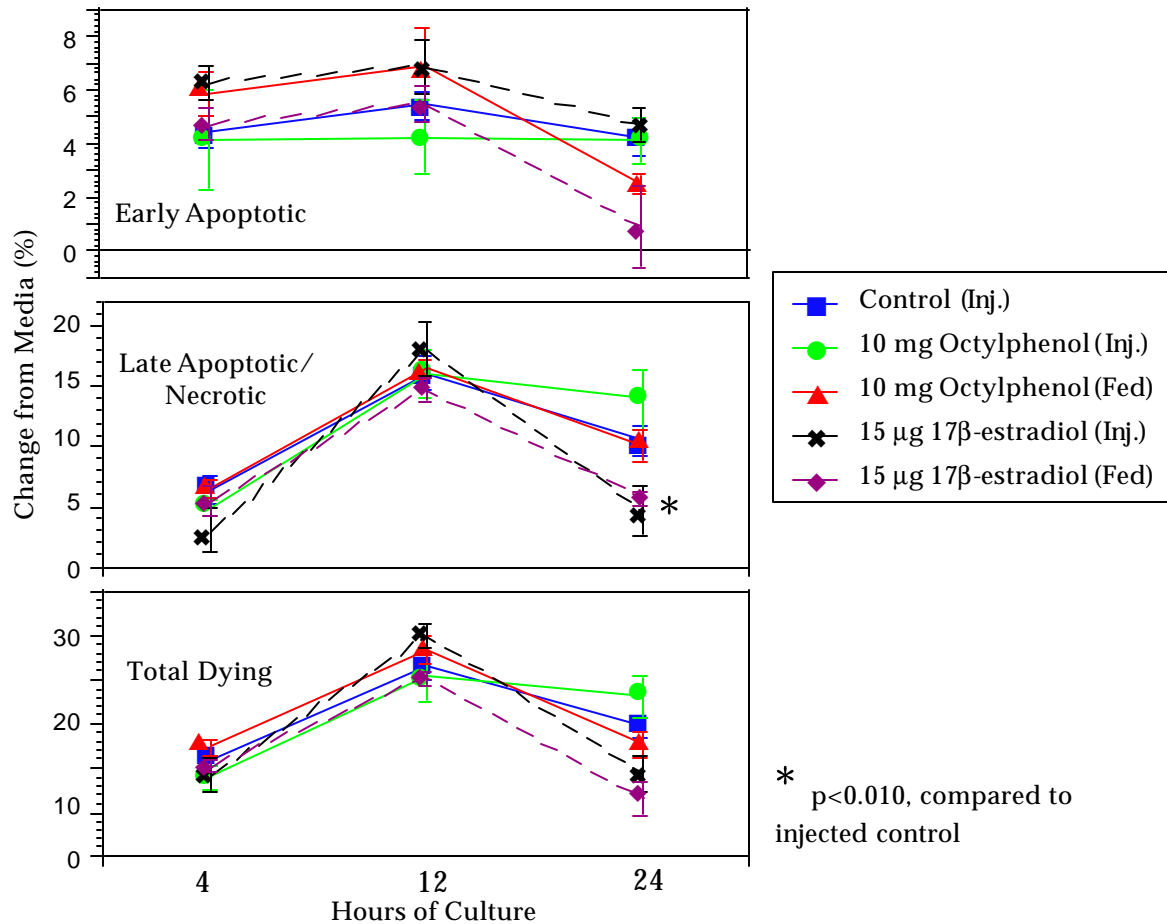 8
6
4
2
0
Early Apoptotic
20
15
10
5
0
Late Apoptotic/
Necrotic
30
20
10
0
Total Dying
4 12 24
Hours of Culture
Change from Media (%)
Control (Inj.)
10 mg Octylphenol (Inj.)
10 mg Octylphenol (Fed)
15 µg 17β-estradiol (Inj.)
15 µg 17β-estradiol (Fed)
*
* p<0.010, compared to
injected control